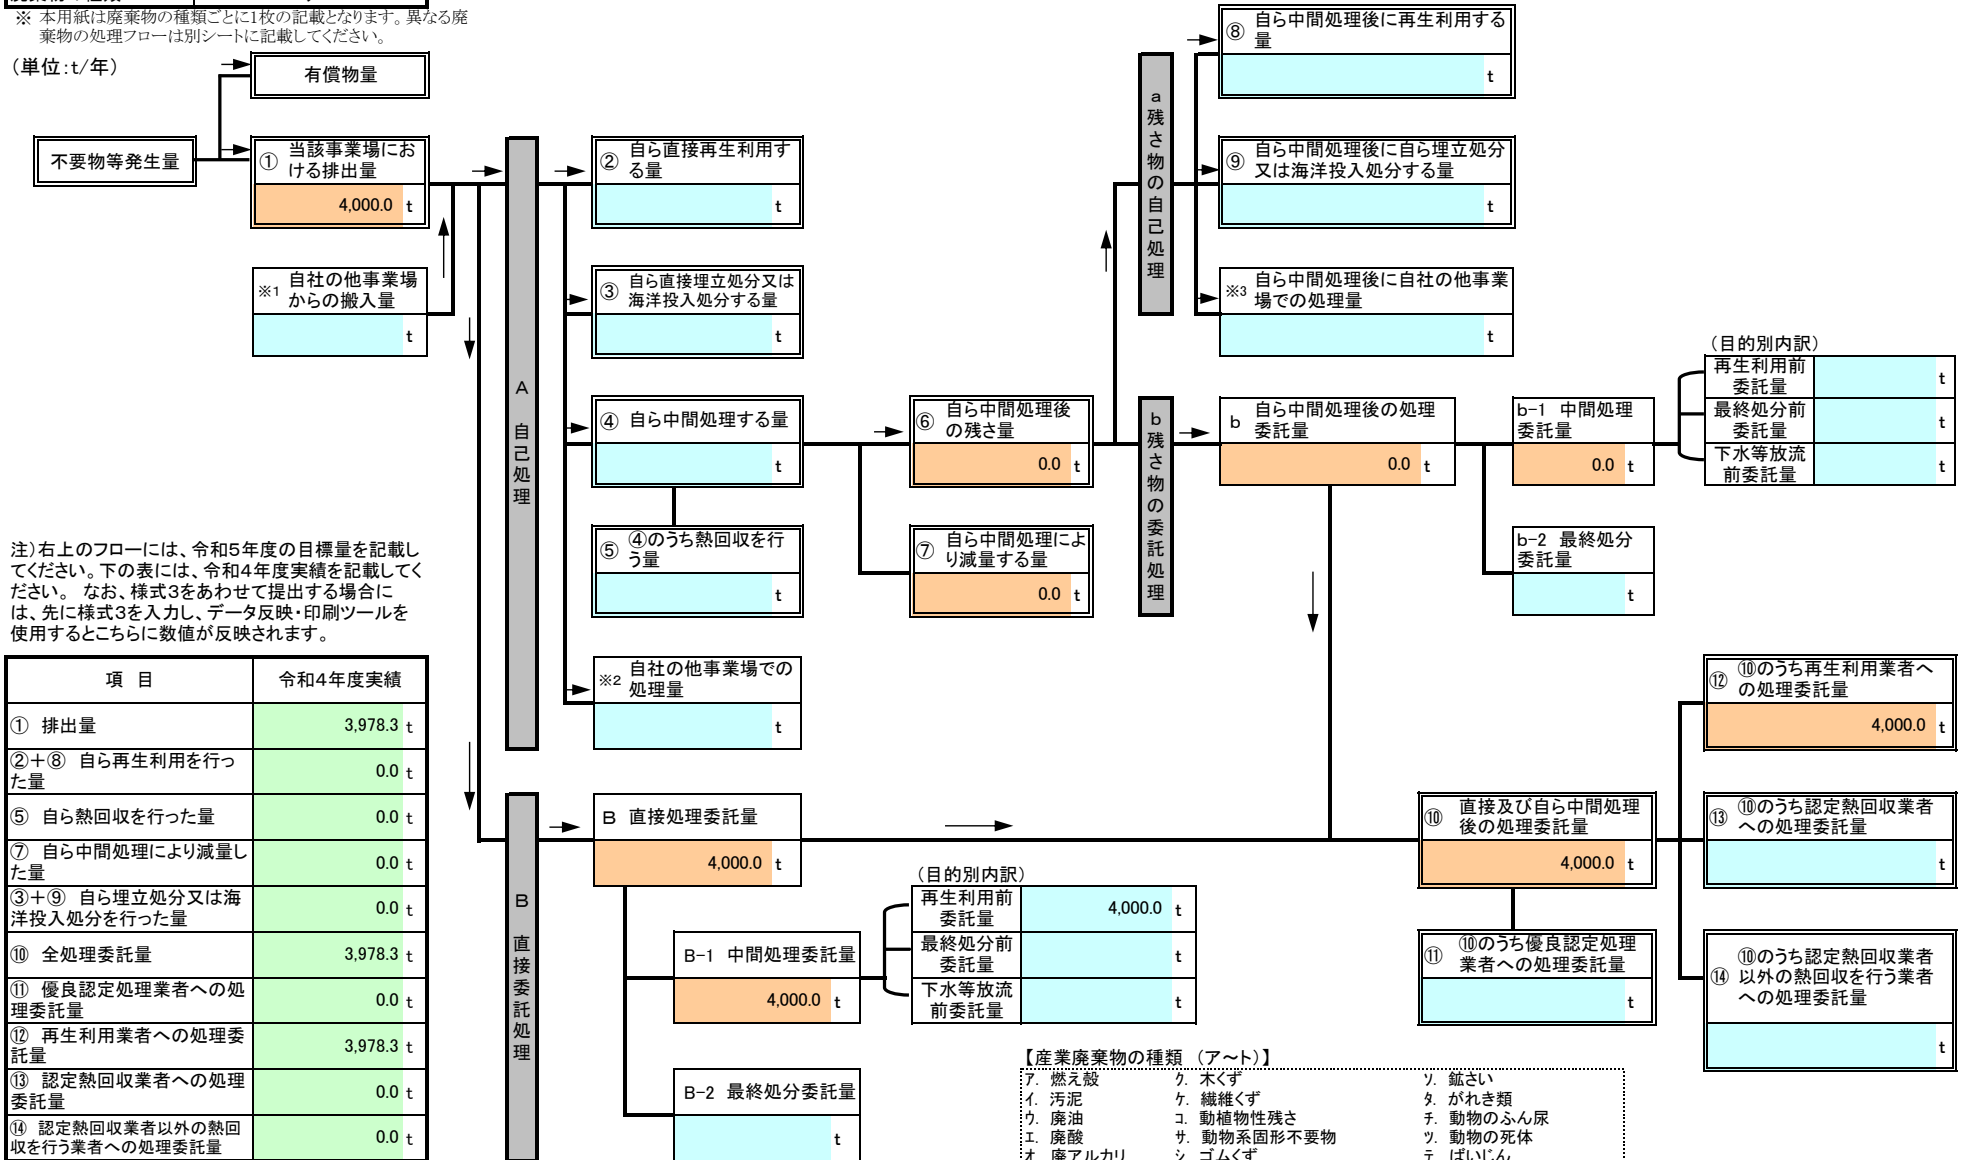 ※ 本用紙は廃棄物の種類ごとに1枚の記載となります。異なる廃
棄物の処理フローは別シートに記載してください。
(単位:t/年)
有償物量
不要物等発生量
① 当該事業場にお
ける排出量
4,000.0 t
※1 自社の他事業場
からの搬入量
t
A 自己処理
② 自ら直接再生利用す
る量
t
③ 自ら直接埋立処分又は
海洋投入処分する量
t
④ 自ら中間処理する量
t
⑤ ④のうち熱回収を行
う量
t
※2 自社の他事業場での
処理量
t
⑥ 自ら中間処理後
の残さ量
0.0 t
⑦ 自ら中間処理によ
り減量する量
0.0 t
a 残さ物の自己処理
⑧ 自ら中間処理後に再生利用する
量
t
⑨ 自ら中間処理後に自ら埋立処分
又は海洋投入処分する量
t
※3 自ら中間処理後に自社の他事業
場での処理量
t
b 残さ物の委託処理
b 自ら中間処理後の処理
委託量
0.0 t
b-1 中間処理
委託量
0.0 t
(目的別内訳)
再生利用前
委託量
t
最終処分前
委託量
t
下水等放流
前委託量
t
b-2 最終処分
委託量
t
注)右上のフローには、令和5年度の目標量を記載し
てください。下の表には、令和4年度実績を記載してく
ださい。 なお、様式3をあわせて提出する場合に
は、先に様式3を入力し、データ反映・印刷ツールを
使用するとこちらに数値が反映されます。
項 目 令和4年度実績
① 排出量 3,978.3 t
②+⑧ 自ら再生利用を行っ
た量 0.0 t
⑤ 自ら熱回収を行った量 0.0 t
⑦ 自ら中間処理により減量し
た量 0.0 t
③+⑨ 自ら埋立処分又は海
洋投入処分を行った量 0.0 t
⑩ 全処理委託量 3,978.3 t
⑪ 優良認定処理業者への処
理委託量 0.0 t
⑫ 再生利用業者への処理委
託量 3,978.3 t
⑬ 認定熱回収業者への処理
委託量 0.0 t
⑭ 認定熱回収業者以外の熱回
収を行う業者への処理委託量 0.0 t
B 直接委託処理
B 直接処理委託量
4,000.0 t
B-1 中間処理委託量
4,000.0 t
(目的別内訳)
再生利用前
委託量
4,000.0 t
最終処分前
委託量
t
下水等放流
前委託量
t
B-2 最終処分委託量
t
⑩ 直接及び自ら中間処理
後の処理委託量
4,000.0 t
⑪ ⑩のうち優良認定処理
業者への処理委託量
t
⑫ ⑩のうち再生利用業者へ
の処理委託量
4,000.0 t
⑬ ⑩のうち認定熱回収業者
への処理委託量
t
⑭ ⑩のうち認定熱回収業者
以外の熱回収を行う業者
への処理委託量
t
【産業廃棄物の種類 (ア~ト)】
ア. 燃え殻 ク. 木くず ソ. 鉱さい
イ. 汚泥 ケ. 繊維くず タ. がれき類
ウ. 廃油 コ. 動植物性残さ チ. 動物のふん尿
エ. 廃酸 サ. 動物系固形不要物 ツ. 動物の死体
オ. 廃アルカリ シ. ゴムくず テ. ばいじん